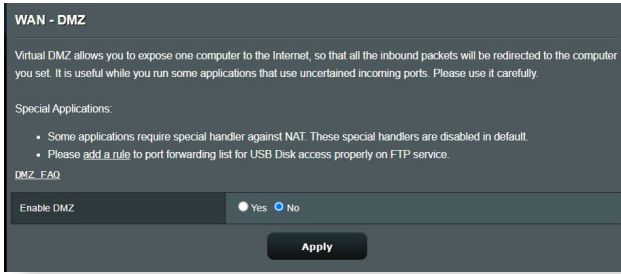 WAN - DMZ
Virtual DMZ allows you to expose one computer to the Internet, so that all the inbound packets will be redirected to the computer
you set. It is useful while you run some applications that use uncertained incoming ports. Please use it carefully.
Special Applications:
• Some applications require special handler against NAT. These special handlers are disabled in default.
• Please add a rule to port forwarding list for USB Disk access properly on FTP service.
DMZ FAQ
Enable DMZ Yes No
Apply